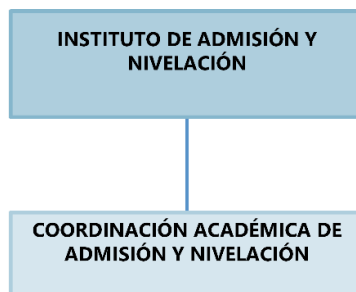 INSTITUTO DE ADMISIÓN Y
NIVELACIÓN
COORDINACIÓN ACADÉMICA DE
ADMISIÓN Y NIVELACIÓN